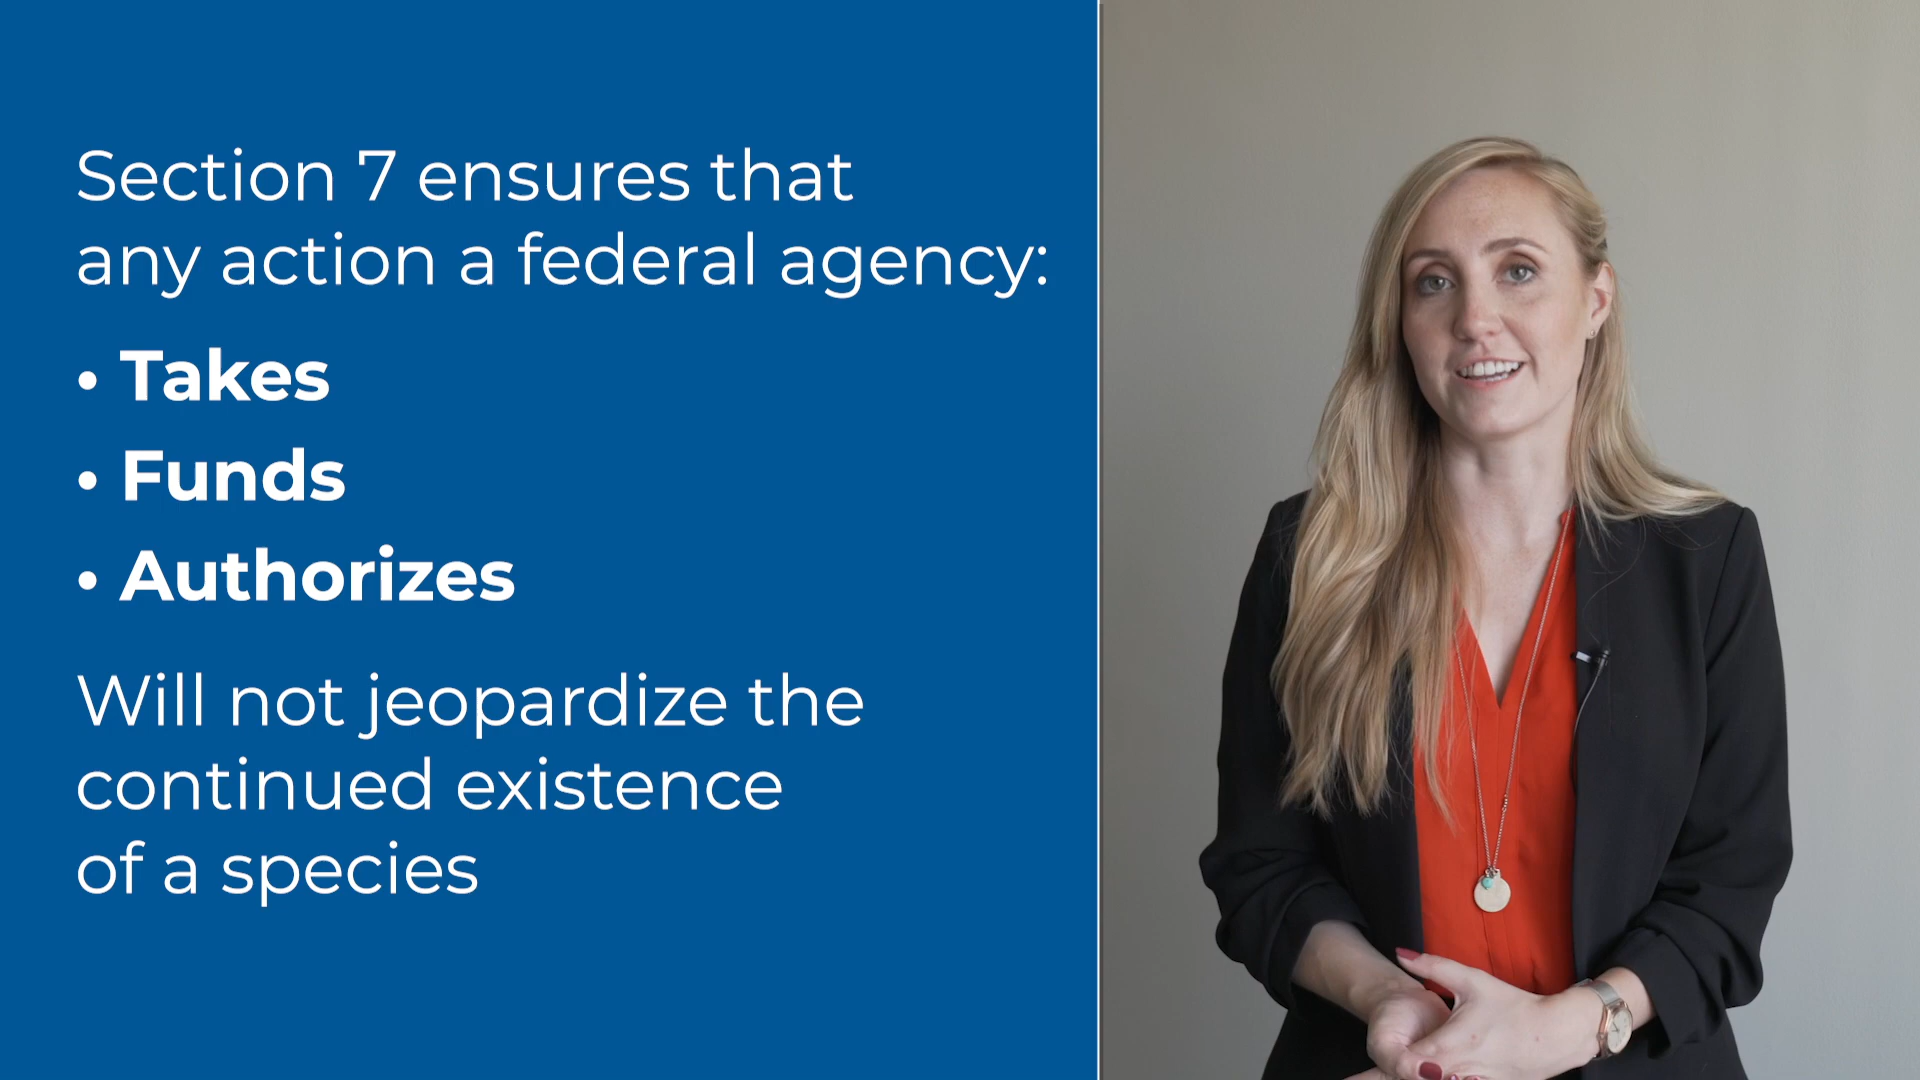 Section 7 ensures that
any action a federal agency:
• Takes
• Funds
• Authorizes
Will not jeopardize the
continued existence
of a species